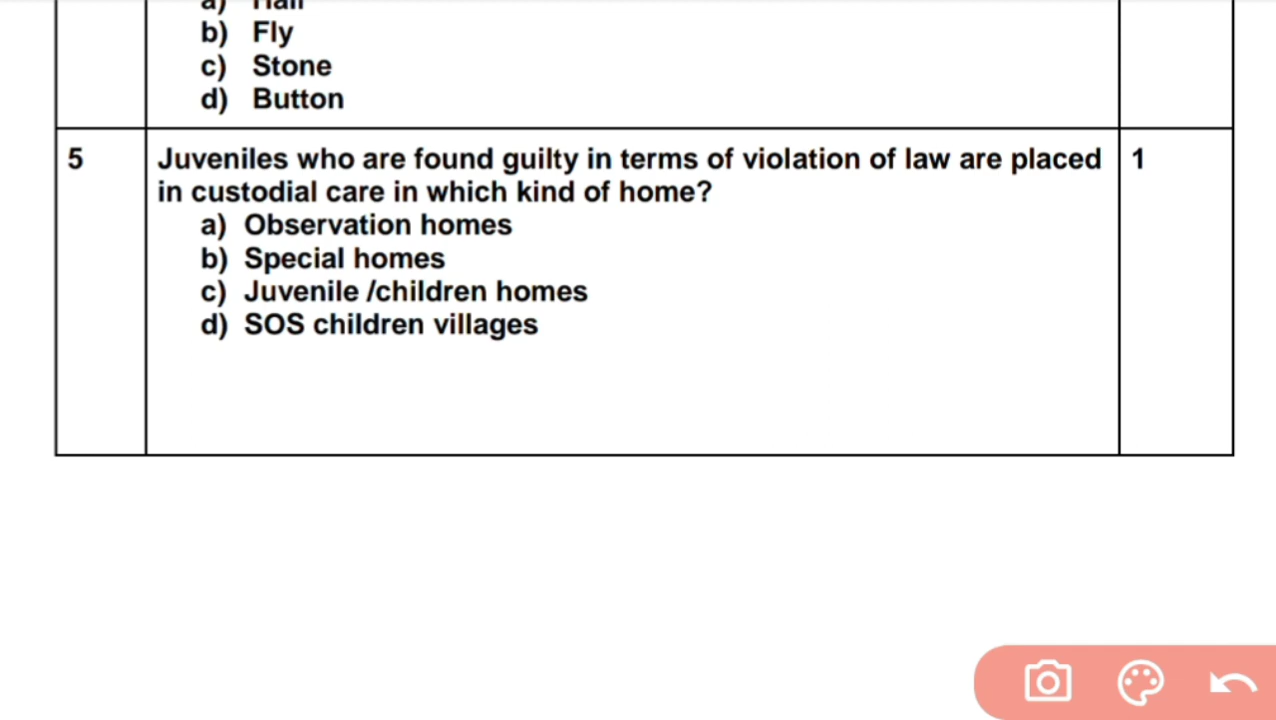 b) Fly
c) Stone
d) Button
5 Juveniles who are found guilty in terms of violation of law are placed 1
in custodial care in which kind of home?
a) Observation homes
b) Special homes
c) Juvenile /children homes
d) SOS children villages